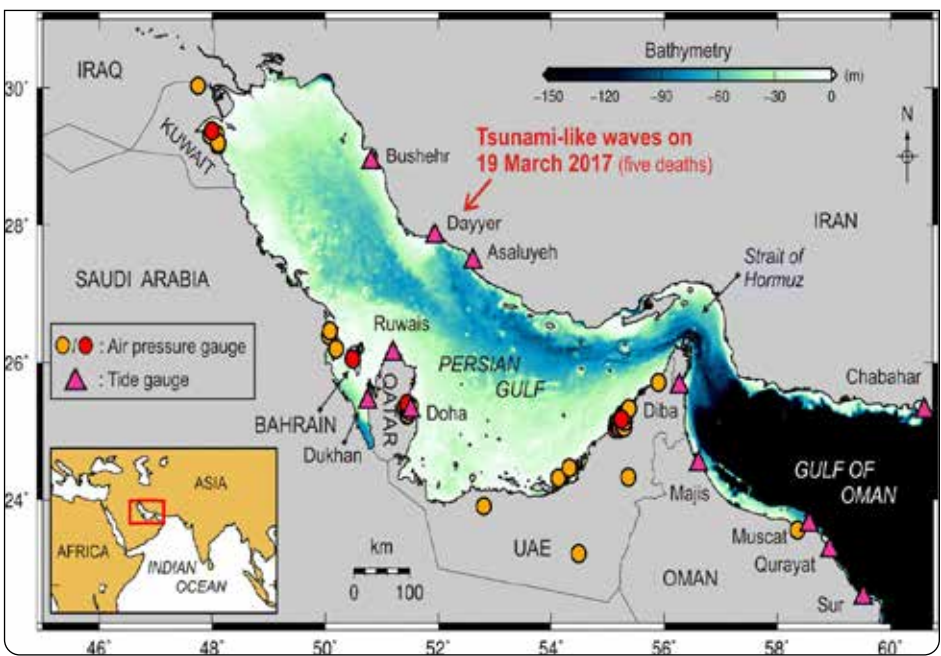 IRAQ
Bathymetry
(m)
−150 −120 −90 −60 −30 0
30°
N
KUWAIT
Tsunami-like waves on
19 March 2017 (five deaths)
Bushehr
28°
Dayyer
IRAN
Asaluyeh
SAUDI ARABIA
Strait of
Hormuz
Ruwais
/ : Air pressure gauge
: Tide gauge
26°
PERSIAN
GULF
Chabahar
QATAR
BAHRAIN
Doha
Diba
Dukhan
24°
ASIA
AFRICA
INDIAN
OCEAN
km
0 100
UAE
Majis
GULF OF
OMAN
Muscat
Qurayat
OMAN
Sur
46° 48° 50° 52° 54° 56° 58° 60°